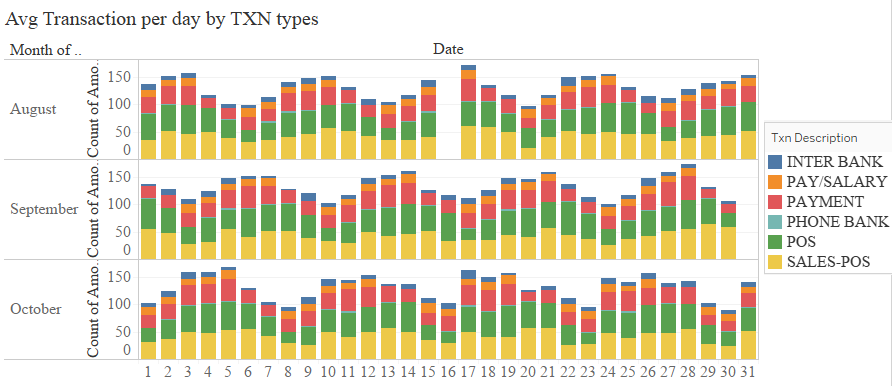 Avg Transaction per day by TXN types
Month of ..
Date
August
Count of Amo..
150
100
50
0
September
Count of Amo..
150
100
50
0
October
Count of Amo..
150
100
50
0
1 2 3 4 5 6 7 8 9 10 11 12 13 14 15 16 17 18 19 20 21 22 23 24 25 26 27 28 29 30 31
Txn Description
INTER BANK
PAY/SALARY
PAYMENT
PHONE BANK
POS
SALES-POS